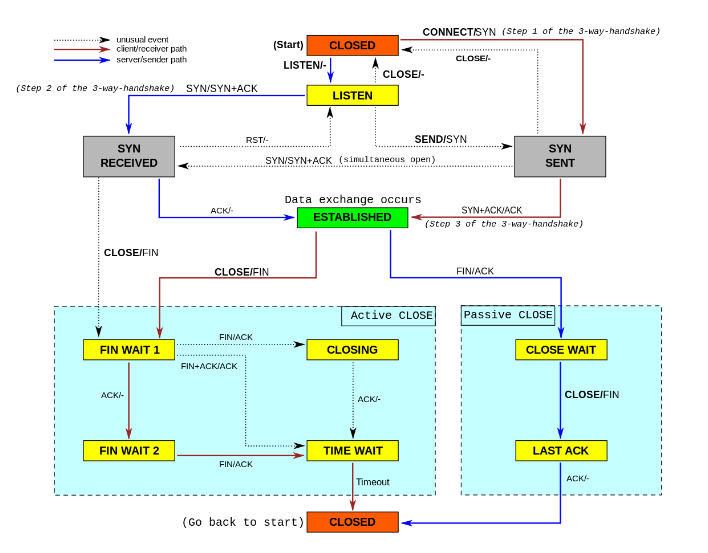 unusual event
client/receiver path
server/sender path
(Start)
CLOSED
CONNECT/SYN (Step 1 of the 3-way-handshake)
CLOSE/-
LISTEN/-
CLOSE/-
(Step 2 of the 3-way-handshake) SYN/SYN+ACK
LISTEN
SYN
RECEIVED
RST/-
SEND/SYN
SYN
SENT
SYN/SYN+ACK (simultaneous open)
Data exchange occurs
ACK/-
ESTABLISHED
SYN+ACK/ACK
(Step 3 of the 3-way-handshake)
CLOSE/FIN
CLOSE/FIN
FIN/ACK
Active CLOSE
Passive CLOSE
FIN WAIT 1
FIN/ACK
CLOSING
CLOSE WAIT
FIN+ACK/ACK
ACK/-
ACK/-
CLOSE/FIN
FIN WAIT 2
FIN/ACK
TIME WAIT
LAST ACK
Timeout
ACK/-
(Go back to start)
CLOSED